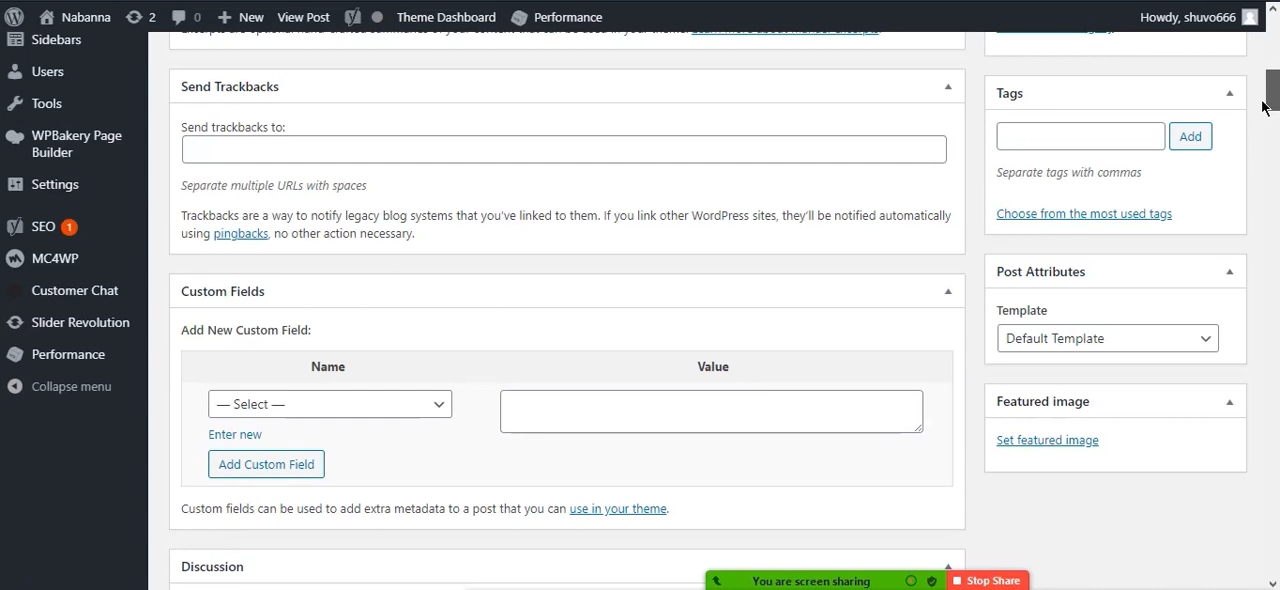 Nabanna 2 0 New View Post Theme Dashboard Performance Howdy, shuvo666
Sidebars
Users
Tools
WPBakery Page
Builder
Settings
SEO 1
MC4WP
Customer Chat
Slider Revolution
Performance
Collapse menu
Send Trackbacks
Send trackbacks to:
Separate multiple URLs with spaces
Trackbacks are a way to notify legacy blog systems that you've linked to them. If you link other WordPress sites, they'll be notified automatically
using pingbacks, no other action necessary.
Custom Fields
Add New Custom Field:
Name Value
— Select —
Enter new
Add Custom Field
Custom fields can be used to add extra metadata to a post that you can use in your theme.
Discussion
Tags
Add
Separate tags with commas
Choose from the most used tags
Post Attributes
Template
Default Template
Featured image
Set featured image
You are screen sharing Stop Share